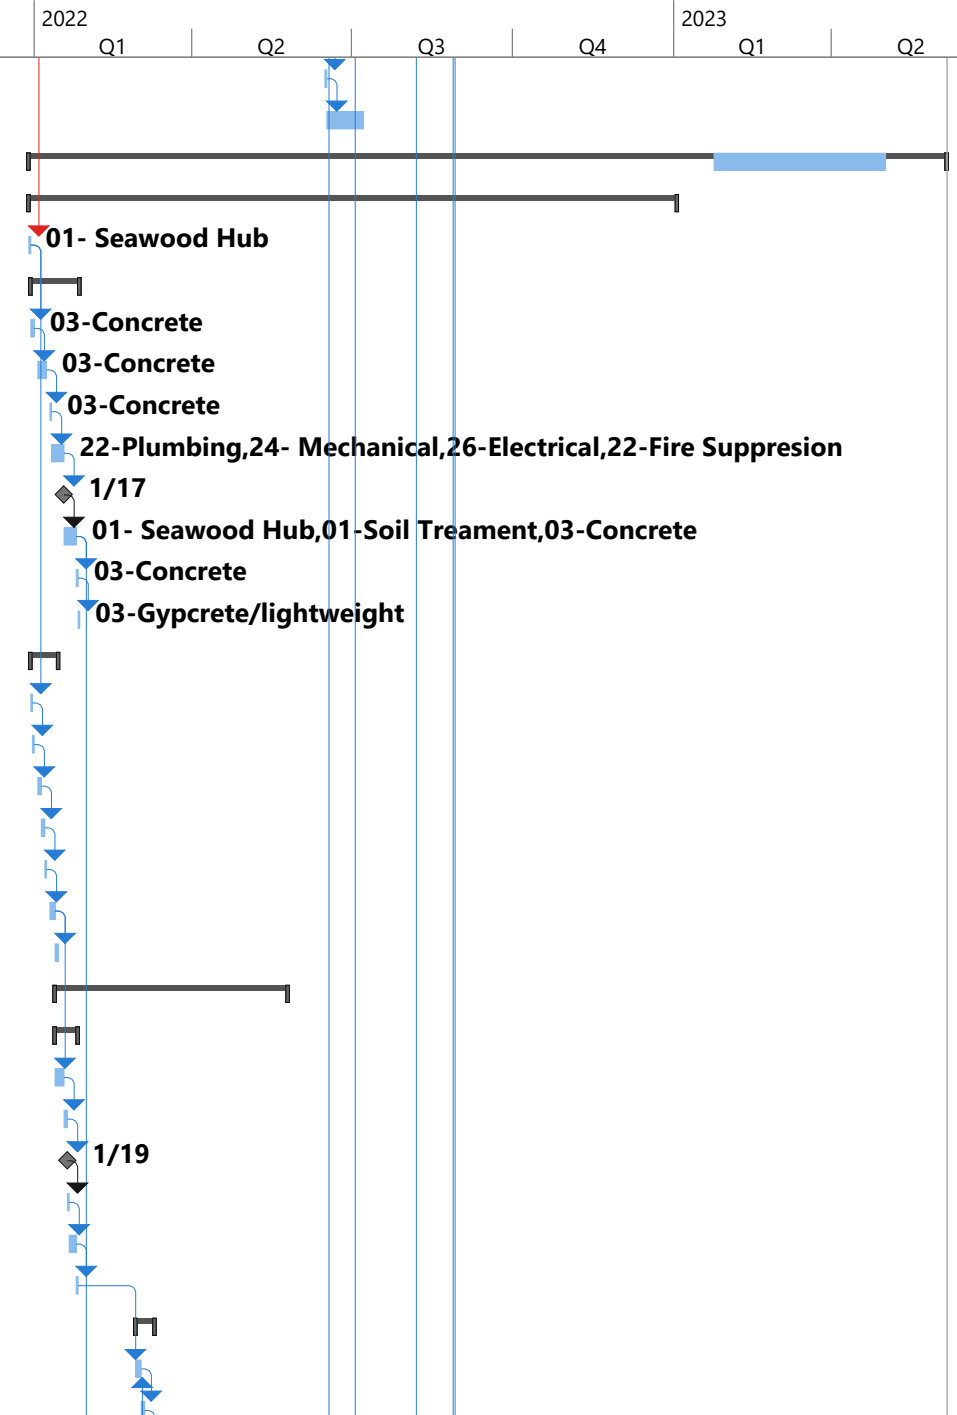 2022 2023
Q1 Q2 Q3 Q4 Q1 Q2
01- Seawood Hub
03-Concrete
03-Concrete
03-Concrete
22-Plumbing,24- Mechanical,26-Electrical,22-Fire Suppresion
1/17
01- Seawood Hub,01-Soil Treament,03-Concrete
03-Concrete
03-Gypcrete/lightweight
1/19